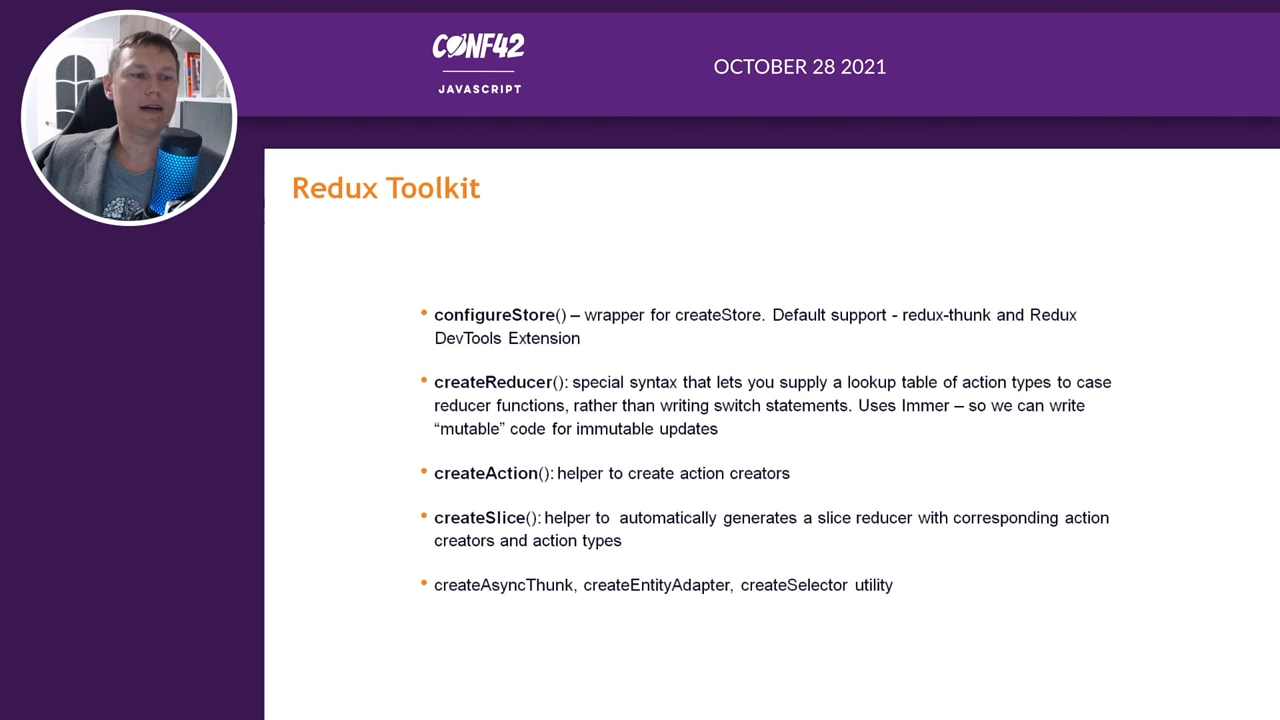 CONF42
JAVASCRIPT
OCTOBER 28 2021
Redux Toolkit
• configureStore() – wrapper for createStore. Default support - redux-thunk and Redux
DevTools Extension
• createReducer(): special syntax that lets you supply a lookup table of action types to case
reducer functions, rather than writing switch statements. Uses Immer – so we can write
“mutable” code for immutable updates
• createAction(): helper to create action creators
• createSlice(): helper to automatically generates a slice reducer with corresponding action
creators and action types
• createAsyncThunk, createEntityAdapter, createSelector utility